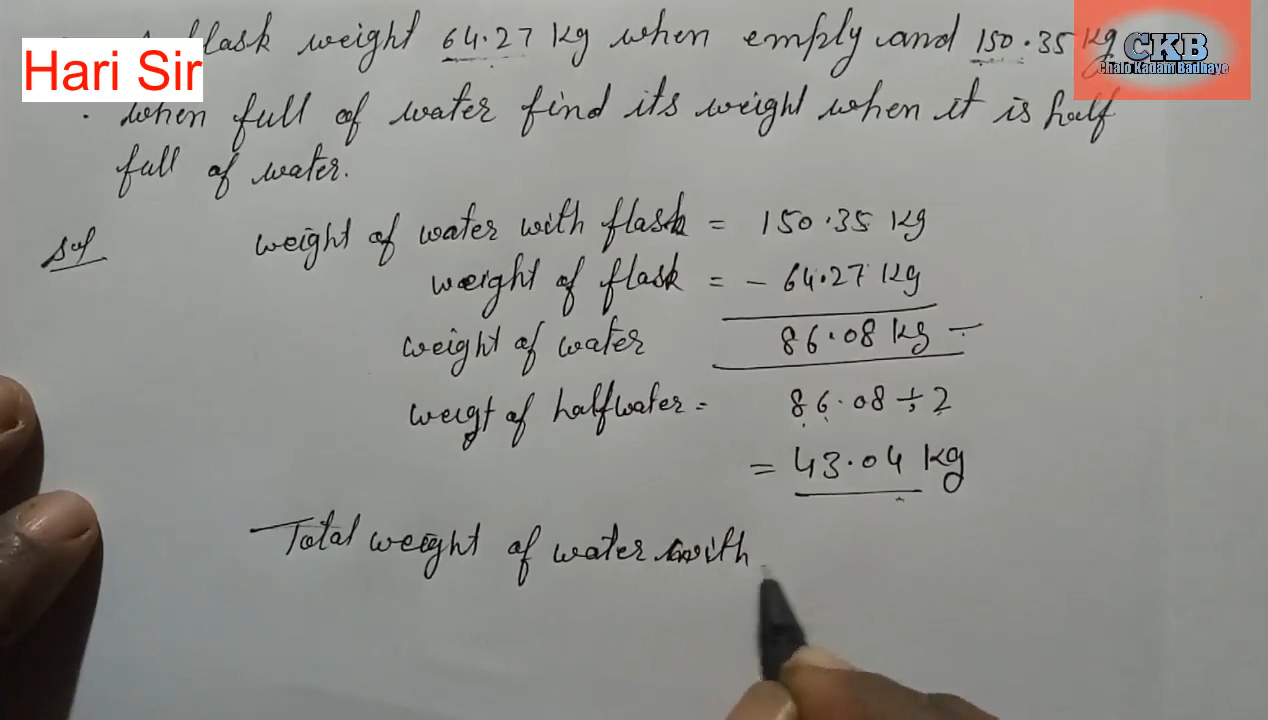 flask weight 64.27 Kg when emply and 150.35 Kg
Hari Sir
CKB
Chalo Kadam Badhaye
when full of water find its weight when it is half
full of water.
Sol
weight of water with flask = 150.35 Kg
weight of flask = - 64.27 Kg
weight of water 86.08 Kg -
weigt of halfwater = 86.08 ÷ 2
= 43.04 Kg
Total weight of water with